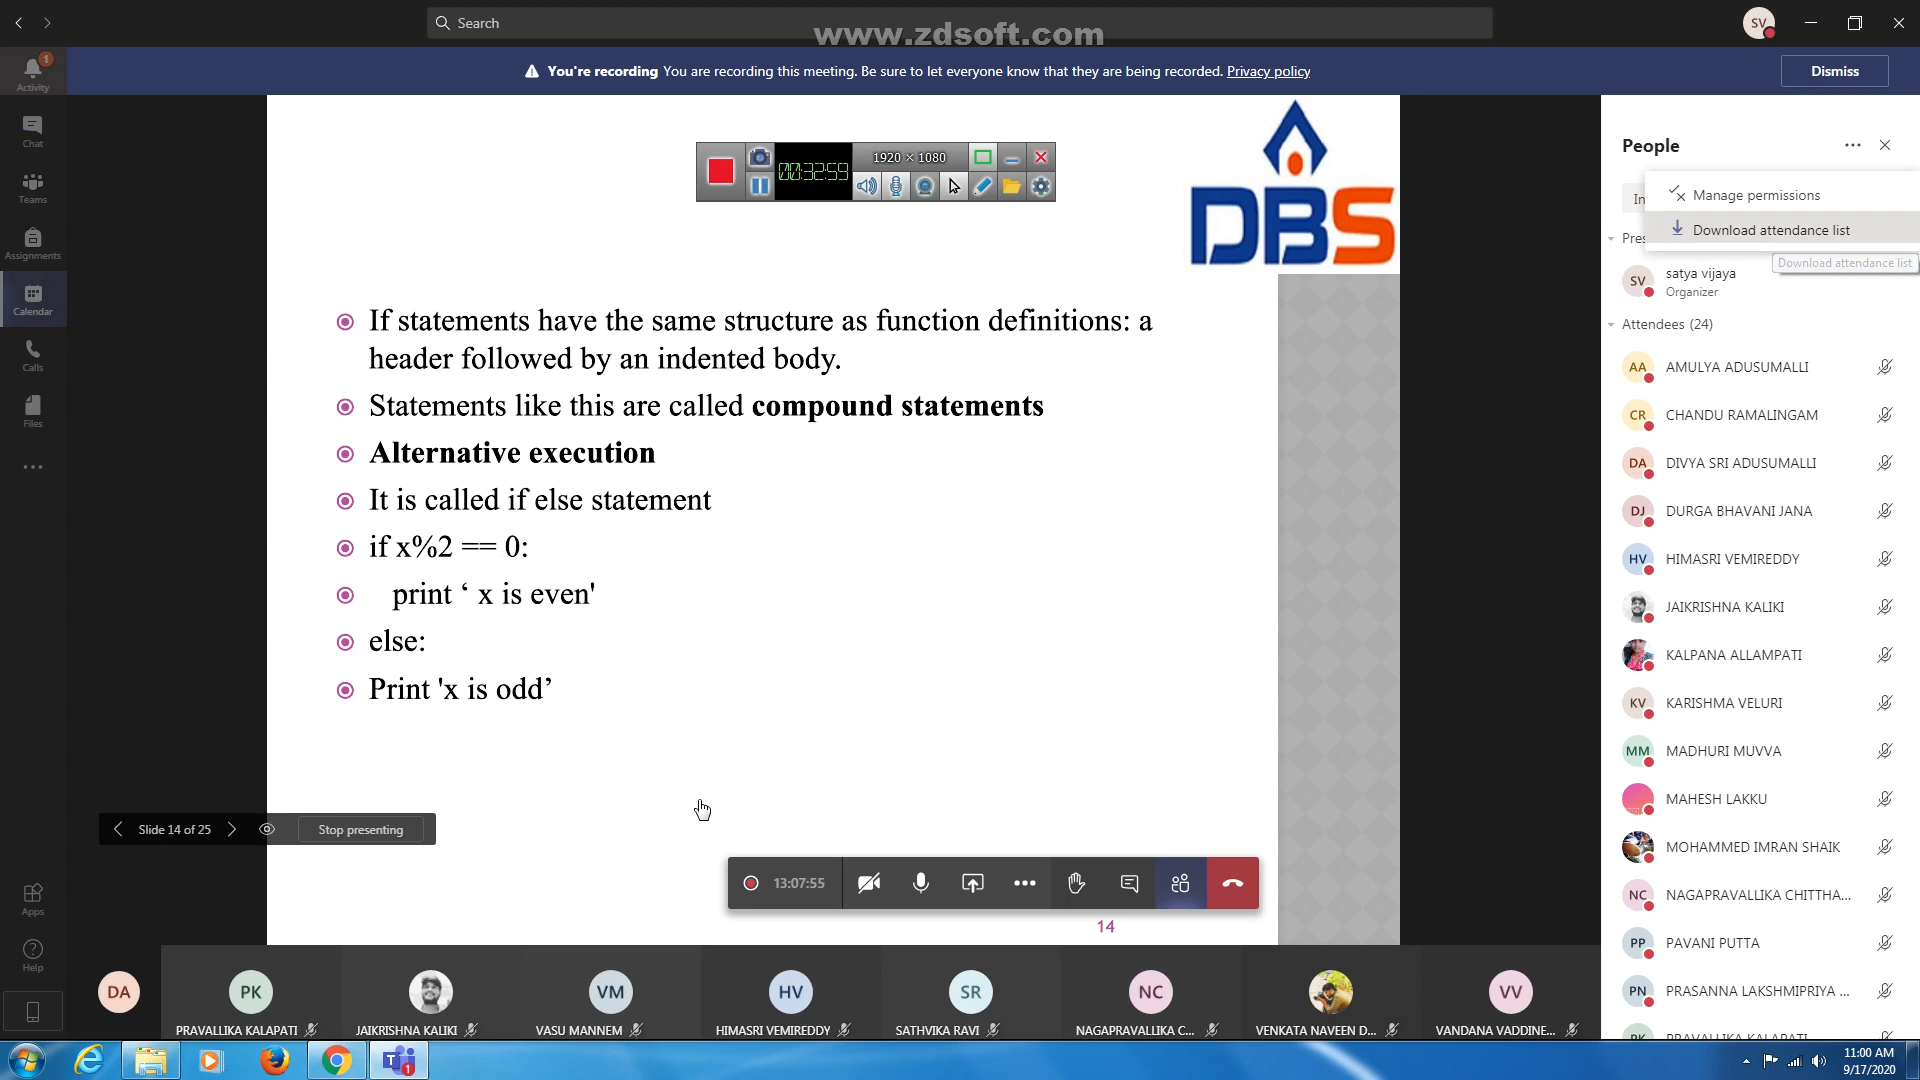 Search
www.zdsoft.com
SV
You're recording You are recording this meeting. Be sure to let everyone know that they are being recorded. Privacy policy
Dismiss
1
Activity
Chat
Teams
Assignments
Calendar
Calls
Files
Apps
Help
00:32:59
1920 × 1080
DBS
If statements have the same structure as function definitions: a
header followed by an indented body.
Statements like this are called compound statements
Alternative execution
It is called if else statement
if x%2 == 0:
print ‘ x is even'
else:
Print 'x is odd’
Slide 14 of 25
Stop presenting
13:07:55
14
People
In
Manage permissions
Download attendance list
Pres
Download attendance list
SV
satya vijaya
Organizer
Attendees (24)
AA AMULYA ADUSUMALLI
CR CHANDU RAMALINGAM
DA DIVYA SRI ADUSUMALLI
DJ DURGA BHAVANI JANA
HV HIMASRI VEMIREDDY
JAIKRISHNA KALIKI
KALPANA ALLAMPATI
KV KARISHMA VELURI
MM MADHURI MUVVA
MAHESH LAKKU
MOHAMMED IMRAN SHAIK
NC NAGAPRAVALLIKA CHITTHA...
PP PAVANI PUTTA
PN PRASANNA LAKSHMIPRIYA ...
PK PRAVALLIKA KALAPATI
DA
PK
VM
HV
SR
NC
VV
PRAVALLIKA KALAPATI
JAIKRISHNA KALIKI
VASU MANNEM
HIMASRI VEMIREDDY
SATHVIKA RAVI
NAGAPRAVALLIKA C...
VENKATA NAVEEN D...
VANDANA VADDINE...
1
11:00 AM
9/17/2020